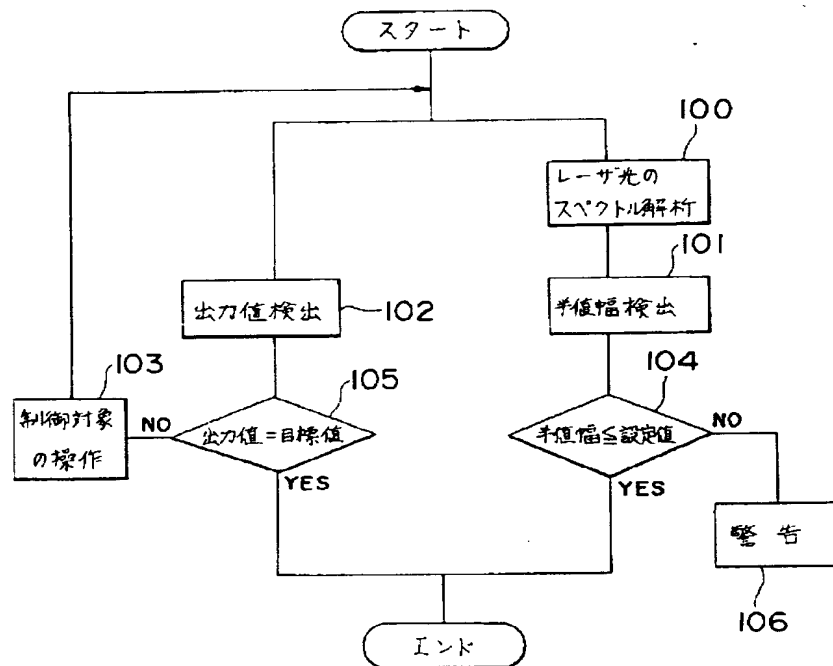 スタート
100
レーザ光の
スペクトル解析
101
出力値検出
102
半値幅検出
103
105
104
制御対象
の操作
NO
出力値=目標値
半値幅≦設定値
NO
YES
YES
警告
106
エンド